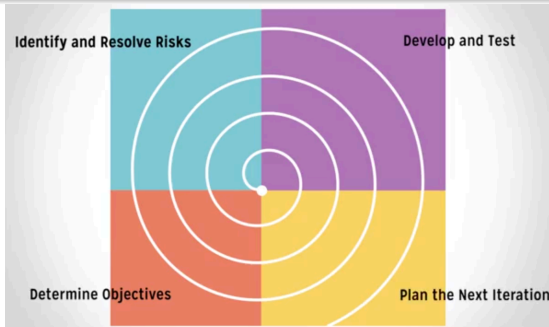 Identify and Resolve Risks
Develop and Test
Determine Objectives
Plan the Next Iteration